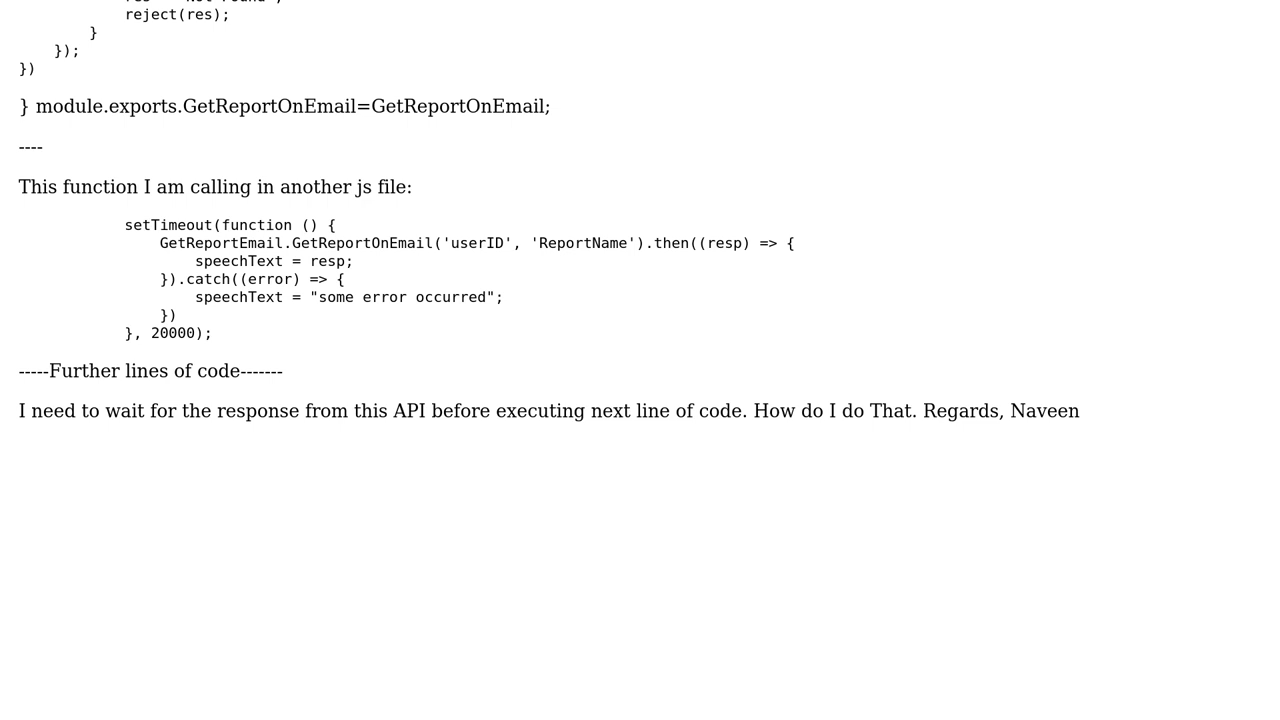 reject(res);
}
});
})
} module.exports.GetReportOnEmail=GetReportOnEmail;
----
This function I am calling in another js file:
setTimeout(function () {
GetReportEmail.GetReportOnEmail('userID', 'ReportName').then((resp) => {
speechText = resp;
}).catch((error) => {
speechText = "some error occurred";
})
}, 20000);
-----Further lines of code-------
I need to wait for the response from this API before executing next line of code. How do I do That. Regards, Naveen